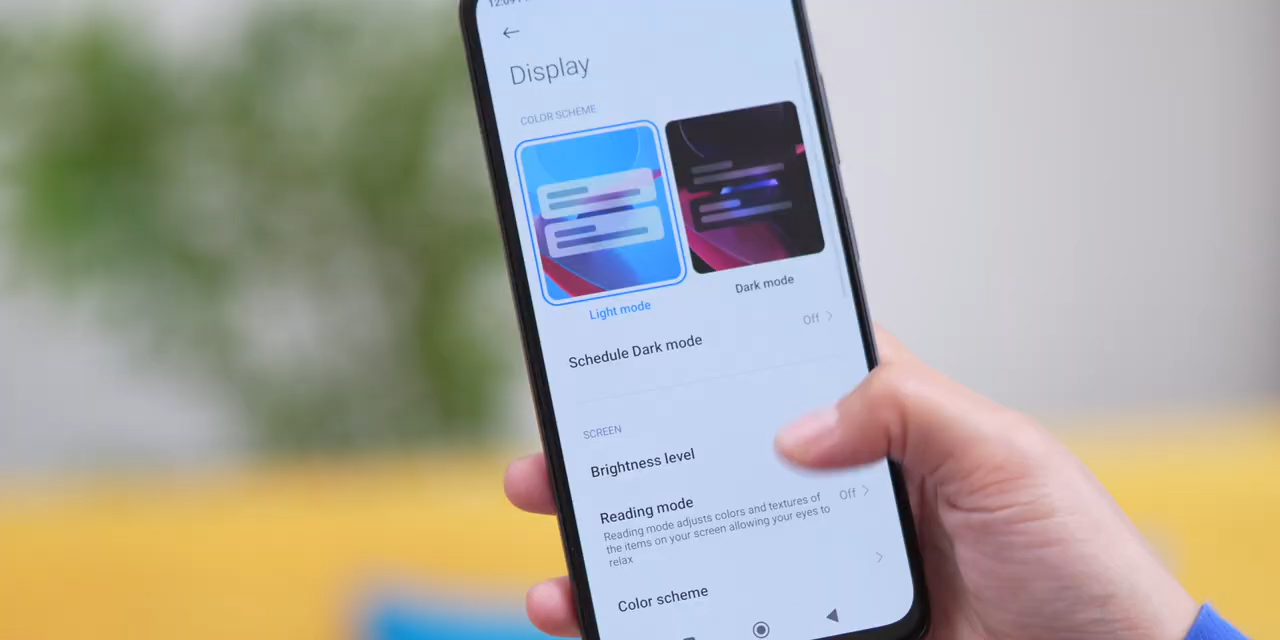 Display
COLOR SCHEME
Light mode
Dark mode
Schedule Dark mode
Off
SCREEN
Brightness level
Reading mode
Reading mode adjusts colors and textures of
the items on your screen allowing your eyes to
relax
Off
Color scheme